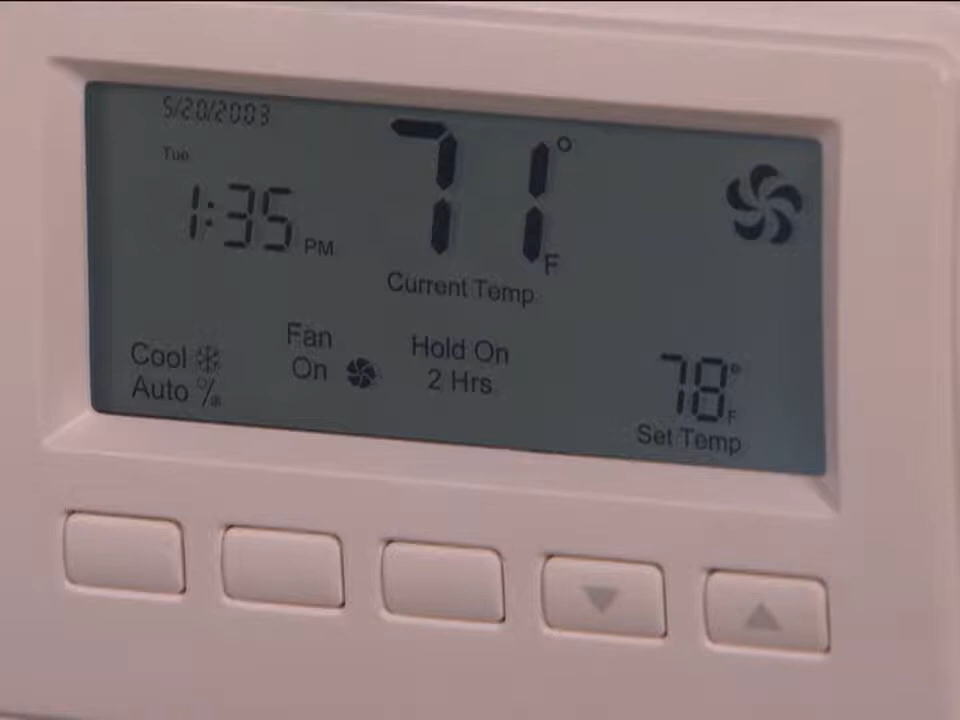 5/20/2003
Tue
1:35 PM
71°F
Current Temp
Cool
Auto
Fan
On
Hold On
2 Hrs
78°F
Set Temp